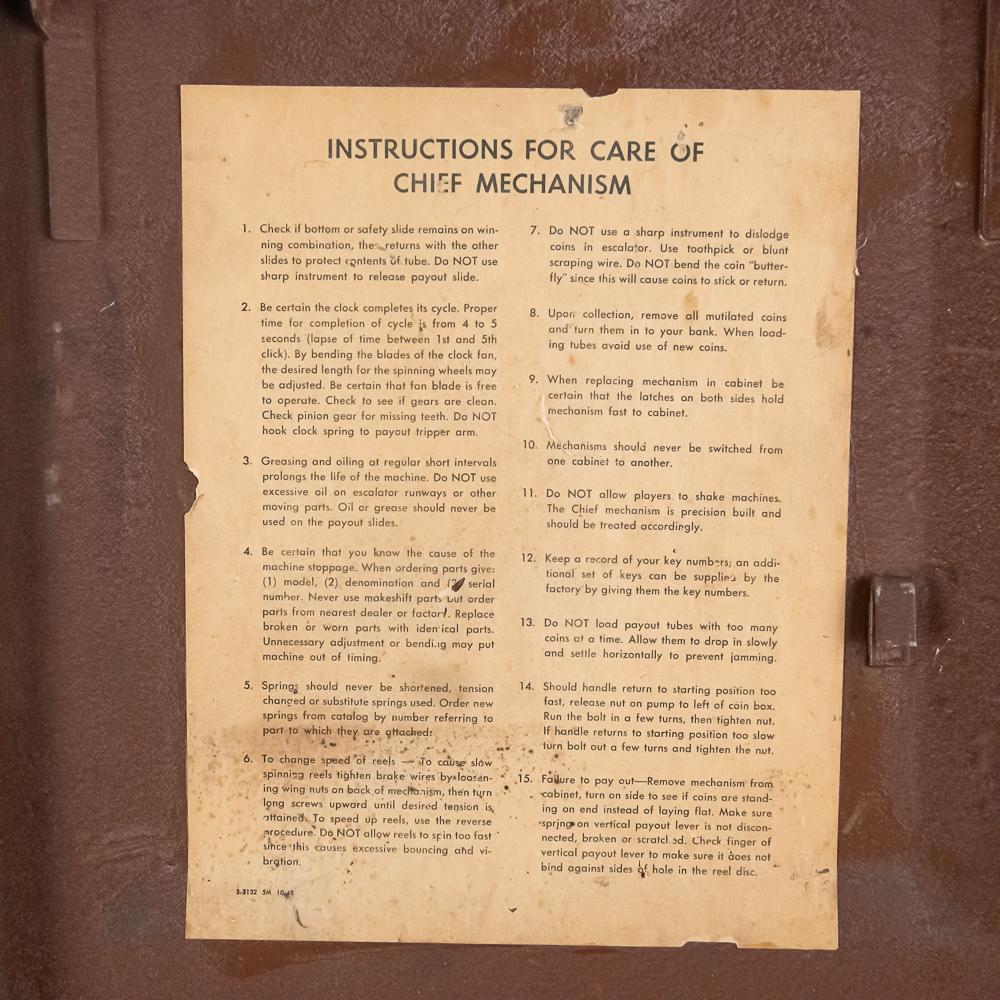 INSTRUCTIONS FOR CARE OF
CHIEF MECHANISM
1. Check if bottom or safety slide remains on win-
ning combination, the returns with the other
slides to protect contents of tube. Do NOT use
sharp instrument to release payout slide.
2. Be certain the clock completes its cycle. Proper
time for completion of cycle is from 4 to 5
seconds (lapse of time between 1st and 5th
click). By bending the blades of the clock fan,
the desired length for the spinning wheels may
be adjusted. Be certain that fan blade is free
to operate. Check to see if gears are clean.
Check pinion gear for missing teeth. Do NOT
hook clock spring to payout tripper arm.
3. Greasing and oiling at regular short intervals
prolongs the life of the machine. Do NOT use
excessive oil on escalator runways or other
moving parts. Oil or grease should never be
used on the payout slides.
4. Be certain that you know the cause of the
machine stoppage. When ordering parts give:
(1) model, (2) denomination and serial
number. Never use makeshift parts but order
parts from nearest dealer or factory. Replace
broken or worn parts with identical parts.
Unnecessary adjustment or bending may put
machine out of timing.
5. Springs should never be shortened, tension
changed or substitute springs used. Order new
springs from catalog by number referring to
part to which they are attached:
6. To change speed of reels — To cause slow
spinning reels tighten brake wires by loosen-
ing wing nuts on back of mechanism, then turn
long screws upward until desired tension is
attained. To speed up reels, use the reverse
procedure. Do NOT allow reels to spin too fast
since this causes excessive bouncing and vi-
bration.
S-2132 5M 10-48
7. Do NOT use a sharp instrument to dislodge
coins in escalator. Use toothpick or blunt
scraping wire. Do NOT bend the coin "butter-
fly" since this will cause coins to stick or return.
8. Upon collection, remove all mutilated coins
and turn them in to your bank. When load-
ing tubes avoid use of new coins.
9. When replacing mechanism in cabinet be
certain that the latches on both sides hold
mechanism fast to cabinet.
10. Mechanisms should never be switched from
one cabinet to another.
11. Do NOT allow players to shake machines.
The Chief mechanism is precision built and
should be treated accordingly.
12. Keep a record of your key numbers; an addi-
tional set of keys can be supplied by the
factory by giving them the key numbers.
13. Do NOT load payout tubes with too many
coins at a time. Allow them to drop in slowly
and settle horizontally to prevent jamming.
14. Should handle return to starting position too
fast, release nut on pump to left of coin box.
Run the bolt in a few turns, then tighten nut.
If handle returns to starting position too slow
turn bolt out a few turns and tighten the nut.
15. Failure to pay out—Remove mechanism from
cabinet, turn on side to see if coins are stand-
ing on end instead of laying flat. Make sure
spring on vertical payout lever is not discon-
nected, broken or scratched. Check finger of
vertical payout lever to make sure it does not
bind against sides of hole in the reel disc.